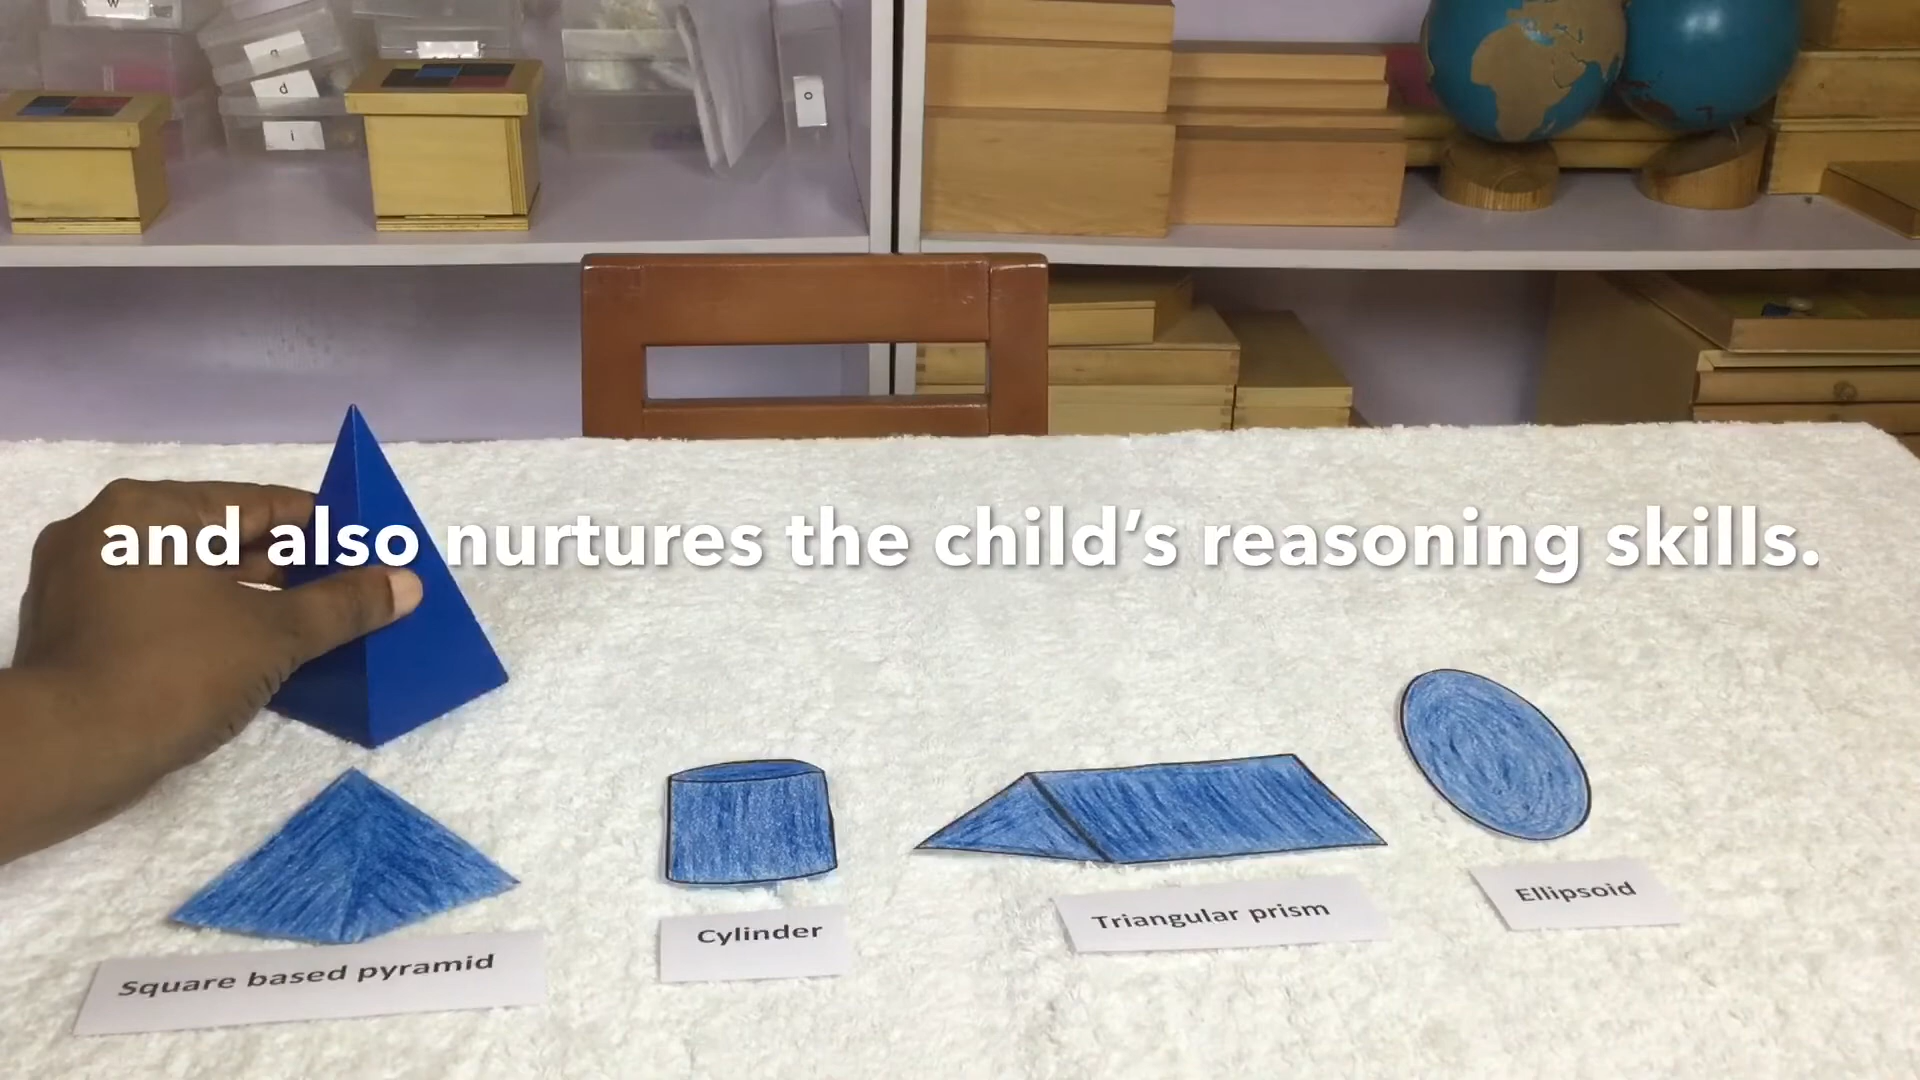 w
a
d
i
o
and also nurtures the child’s reasoning skills.
Square based pyramid
Cylinder
Triangular prism
Ellipsoid